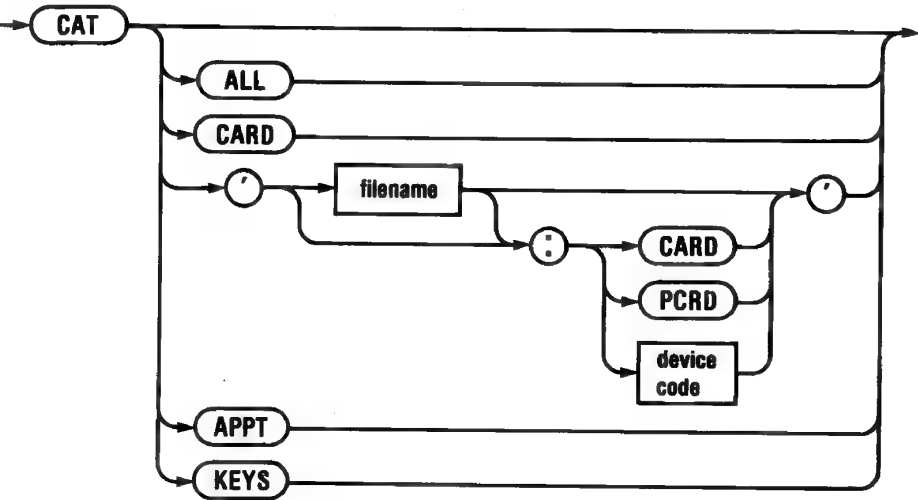 CAT
ALL
CARD
' filename '
: CARD
PCRD
device
code
APPT
KEYS